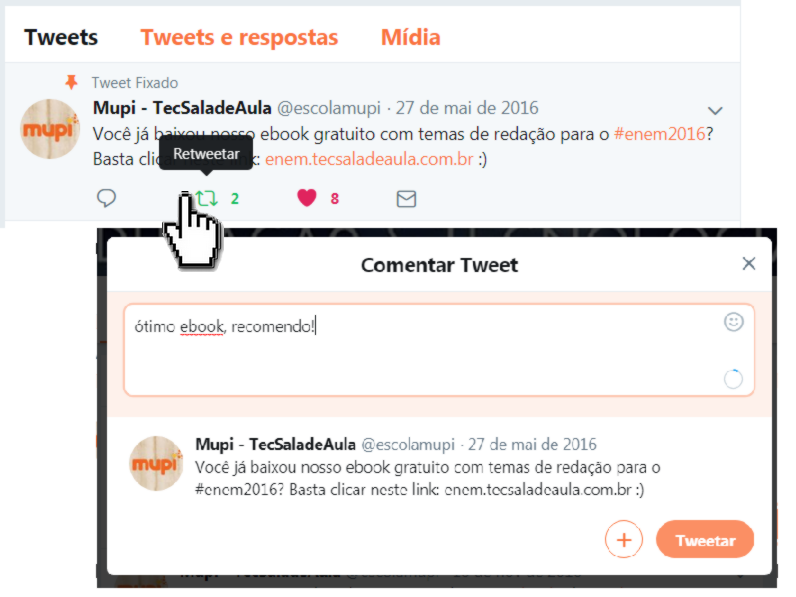 Tweets Tweets e respostas Mídia
Tweet Fixado
Mupi - TecSaladeAula @escolamupi · 27 de mai de 2016
mupi
Você já baixou nosso ebook gratuito com temas de redação para o #enem2016?
Retweetar
Basta clic k: enem.tecsaladeaula.com.br :)
2 8
Comentar Tweet
ótimo ebook, recomendo!
Mupi - TecSaladeAula @escolamupi · 27 de mai de 2016
mupi
Você já baixou nosso ebook gratuito com temas de redação para o
#enem2016? Basta clicar neste link: enem.tecsaladeaula.com.br :)
+ Tweetar